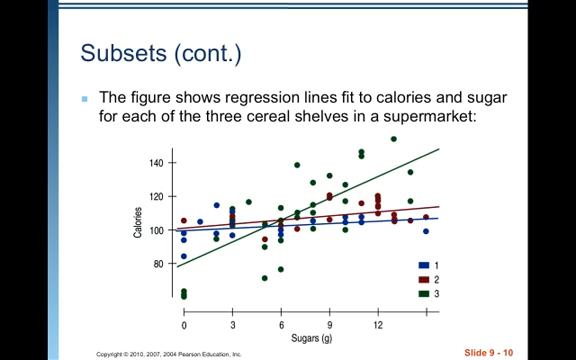 Subsets (cont.)
The figure shows regression lines fit to calories and sugar
for each of the three cereal shelves in a supermarket:
140
120
100
80
Calories
1
2
3
0 3 6 9 12
Sugars (g)
Copyright © 2010, 2007, 2004 Pearson Education, Inc.
Slide 9 - 10